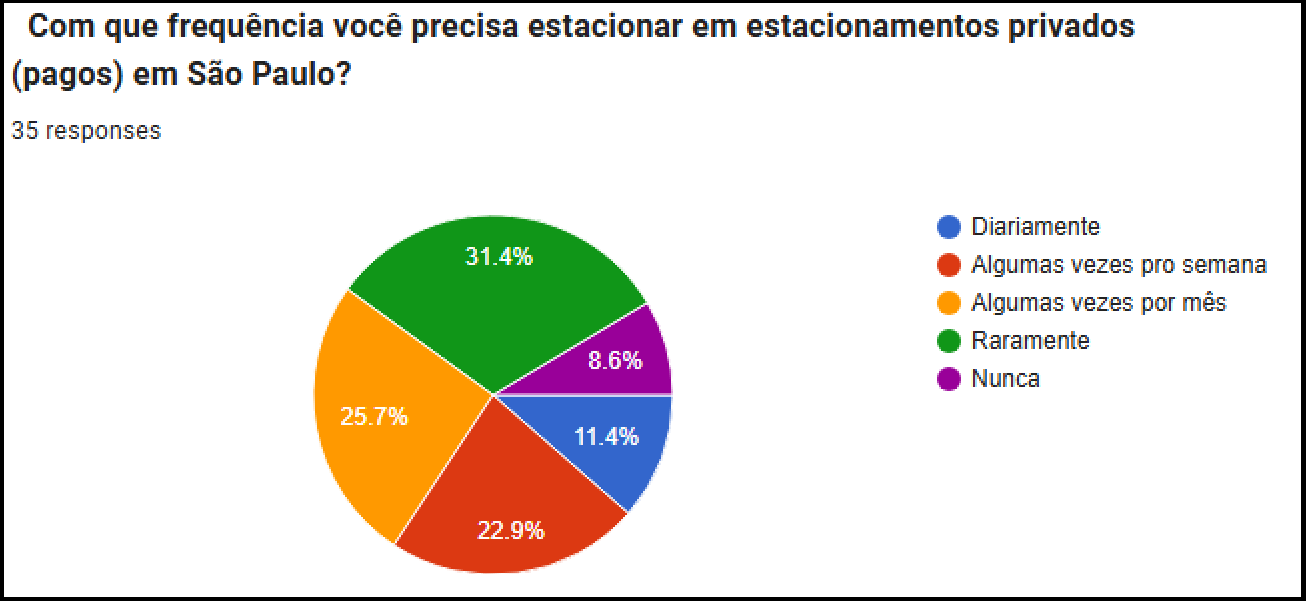 Com que frequência você precisa estacionar em estacionamentos privados
(pagos) em São Paulo?
35 responses
31.4%
8.6%
25.7%
11.4%
22.9%
Diariamente
Algumas vezes pro semana
Algumas vezes por mês
Raramente
Nunca